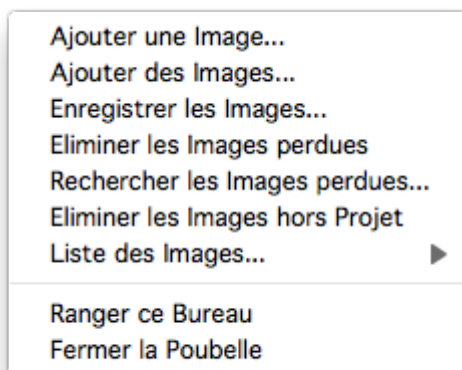 Ajouter une Image...
Ajouter des Images...
Enregistrer les Images...
Eliminer les Images perdues
Rechercher les Images perdues...
Eliminer les Images hors Projet
Liste des Images...
Ranger ce Bureau
Fermer la Poubelle